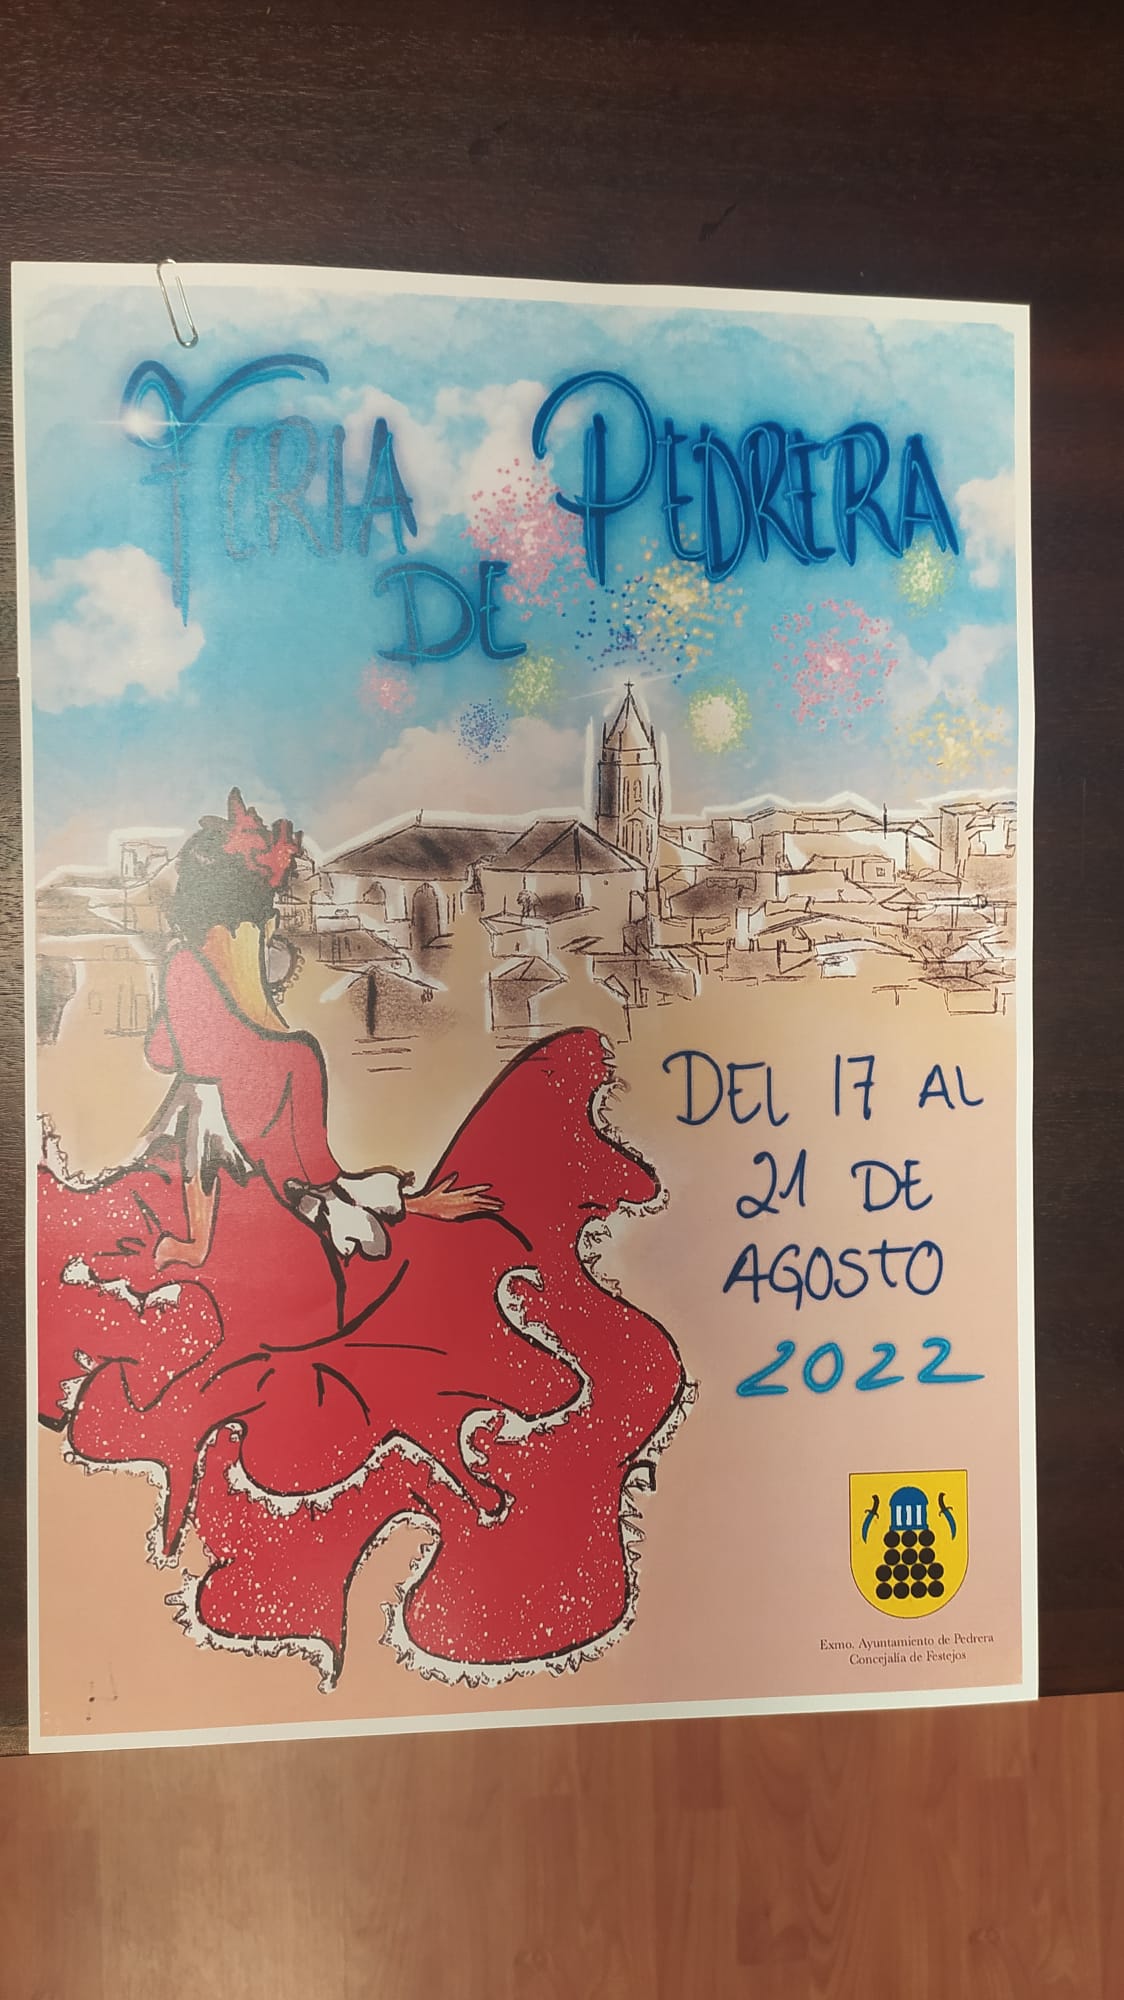 FERIA PEDRERA
DE
DEL 17 AL
21 DE
AGOSTO
2022
Exmo. Ayuntamiento de Pedrera
Concejalía de Festejos